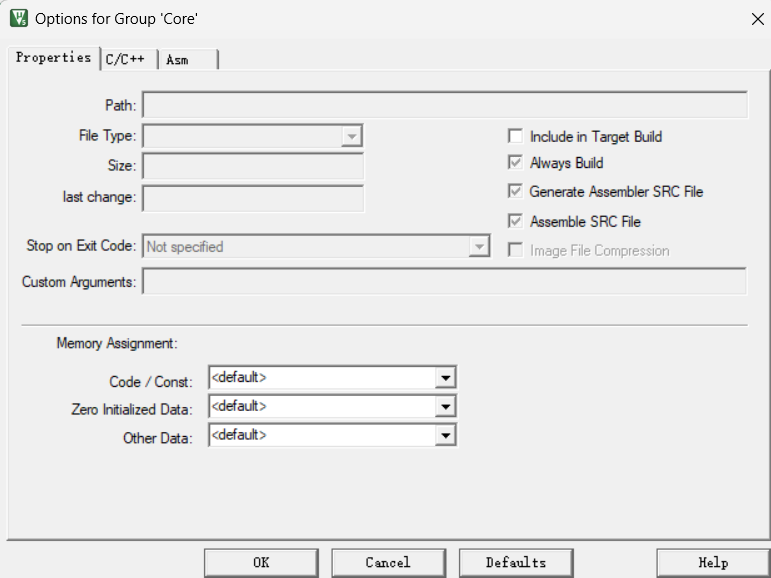 Options for Group 'Core'
Properties C/C++ Asm
Path:
File Type:
Include in Target Build
Size:
Always Build
last change:
Generate Assembler SRC File
Assemble SRC File
Stop on Exit Code: Not specified
Image File Compression
Custom Arguments:
Memory Assignment:
Code / Const: <default>
Zero Initialized Data: <default>
Other Data: <default>
OK Cancel Defaults Help